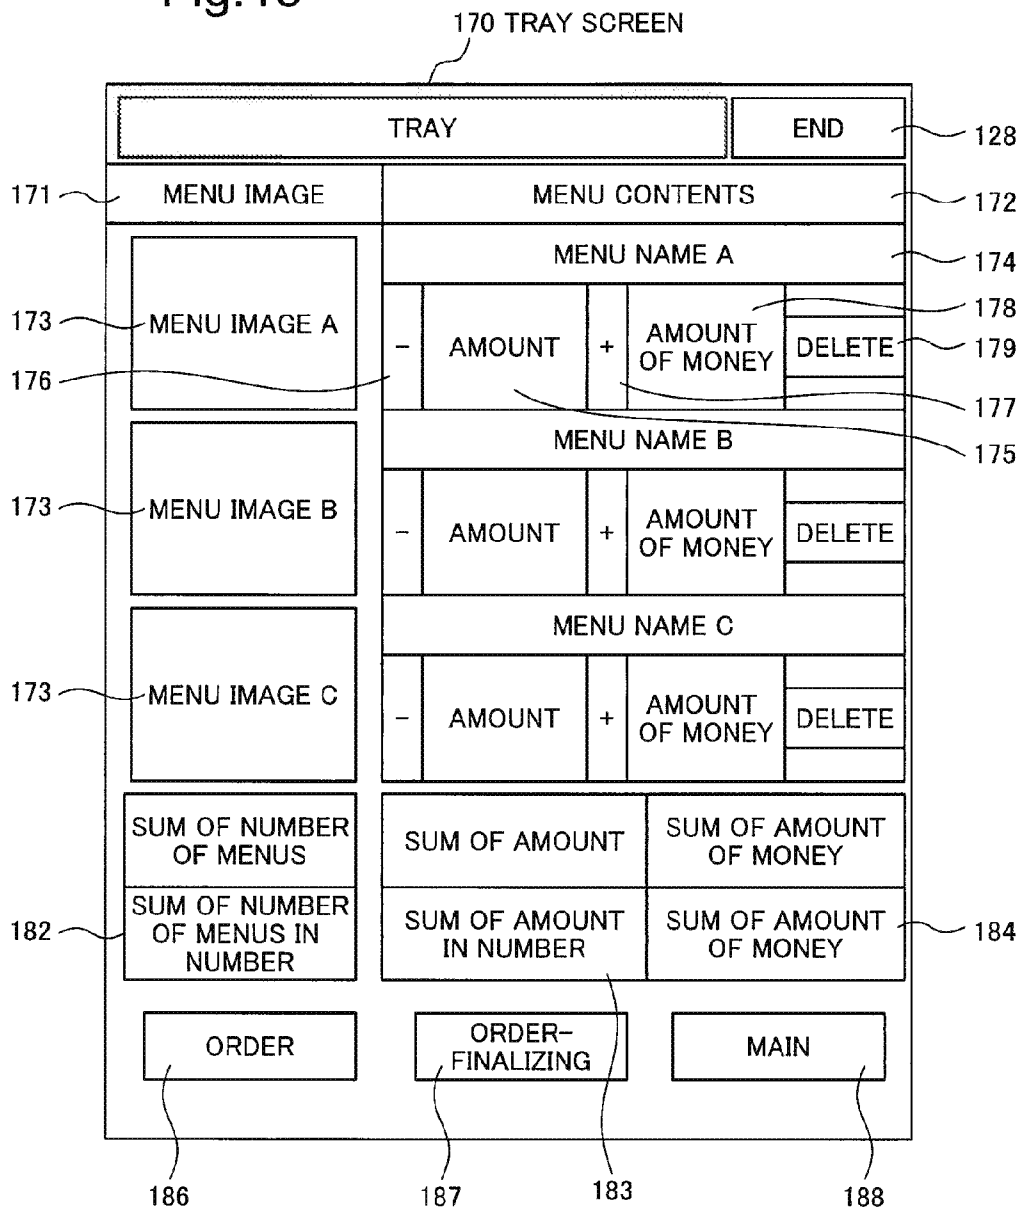 170 TRAY SCREEN
TRAY
END
128
171
MENU IMAGE
MENU CONTENTS
172
MENU NAME A
174
173
MENU IMAGE A
176
-
AMOUNT
+
AMOUNT
OF MONEY
DELETE
178
179
177
175
MENU NAME B
173
MENU IMAGE B
-
AMOUNT
+
AMOUNT
OF MONEY
DELETE
MENU NAME C
173
MENU IMAGE C
-
AMOUNT
+
AMOUNT
OF MONEY
DELETE
SUM OF NUMBER
OF MENUS
SUM OF AMOUNT
SUM OF AMOUNT
OF MONEY
182
SUM OF NUMBER
OF MENUS IN
NUMBER
SUM OF AMOUNT
IN NUMBER
SUM OF AMOUNT
OF MONEY
184
ORDER
ORDER-
FINALIZING
MAIN
186
187
183
188